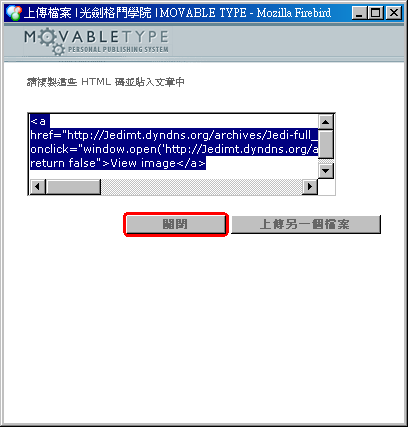 上傳檔案 | 光劍格鬥學院 | MOVABLE TYPE - Mozilla Firebird
MOVABLETYPE
PERSONAL PUBLISHING SYSTEM
請複製這些 HTML 碼並貼入文章中
<a
href="http://Jedimt.dyndns.org/archives/Jedi-full_
onclick="window.open('http://Jedimt.dyndns.org/a
return false">View image</a>
關閉 上傳另一個檔案